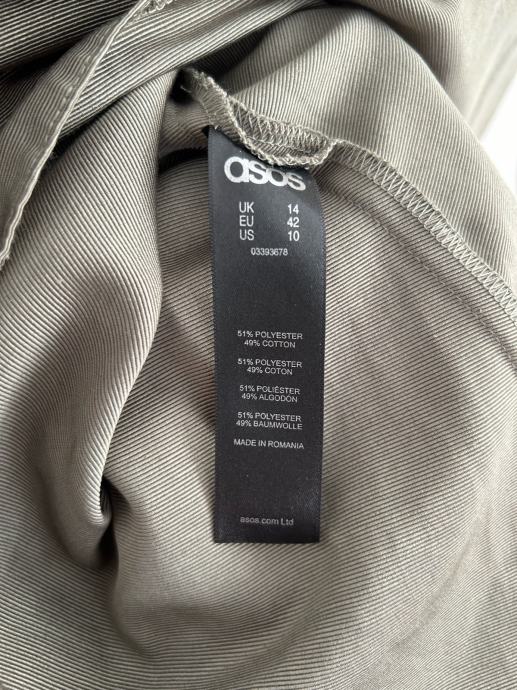 asos
UK 14
EU 42
US 10
03393678
51% POLYESTER
49% COTTON
51% POLYESTER
49% COTON
51% POLIÉSTER
49% ALGODÓN
51% POLYESTER
49% BAUMWOLLE
MADE IN ROMANIA
asos.com Ltd